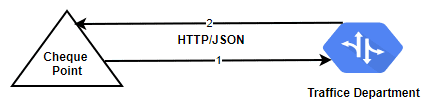 2
HTTP/JSON
Cheque
Point
1
Traffice Department